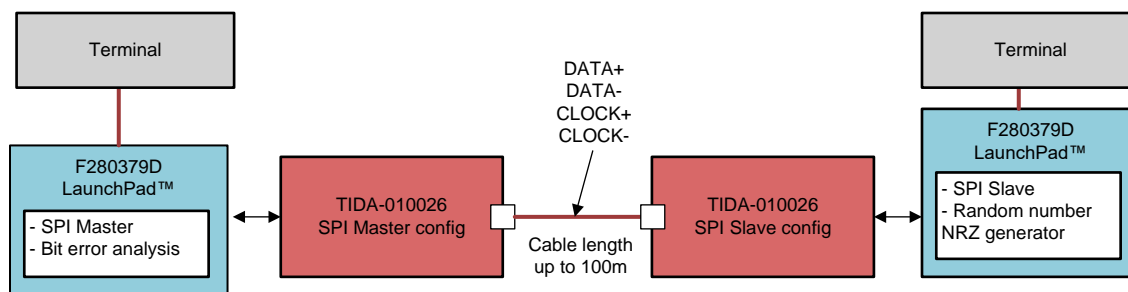 Terminal
Terminal
DATA+
DATA-
CLOCK+
CLOCK-
F280379D
LaunchPad™
- SPI Master
- Bit error analysis
TIDA-010026
SPI Master config
Cable length
up to 100m
TIDA-010026
SPI Slave config
F280379D
LaunchPad™
- SPI Slave
- Random number
NRZ generator